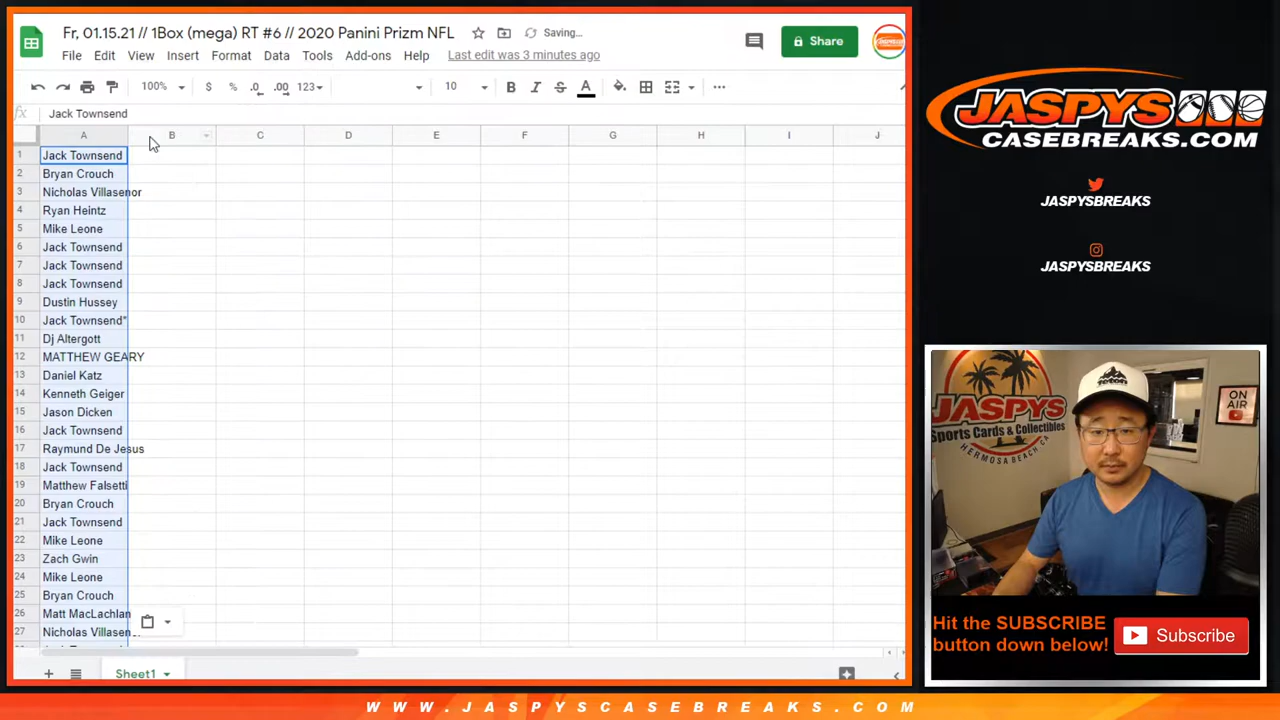 Fr, 01.15.21 // 1Box (mega) RT #6 // 2020 Panini Prizm NFL
Saving...
Share
File Edit View Insert Format Data Tools Add-ons Help Last edit was 3 minutes ago
100% $ % .0 .00 123 10 B I S A
fx Jack Townsend
A B C D E F G H I J
1 Jack Townsend
2 Bryan Crouch
3 Nicholas Villasenor
4 Ryan Heintz
5 Mike Leone
6 Jack Townsend
7 Jack Townsend
8 Jack Townsend
9 Dustin Hussey
10 Jack Townsend*
11 Dj Altergott
12 MATTHEW GEARY
13 Daniel Katz
14 Kenneth Geiger
15 Jason Dicken
16 Jack Townsend
17 Raymund De Jesus
18 Jack Townsend
19 Matthew Falsetti
20 Bryan Crouch
21 Jack Townsend
22 Mike Leone
23 Zach Gwin
24 Mike Leone
25 Bryan Crouch
26 Matt MacLachlan
27 Nicholas Villasenor
Sheet1
JASPYS
CASEBREAKS.COM
JASPYSBREAKS
JASPYSBREAKS
JASPYS
Sports Cards & Collectibles
HERMOSA BEACH CA
TETON
ON
AIR
Hit the SUBSCRIBE
button down below!
Subscribe
WWW.JASPYSCASEBREAKS.COM